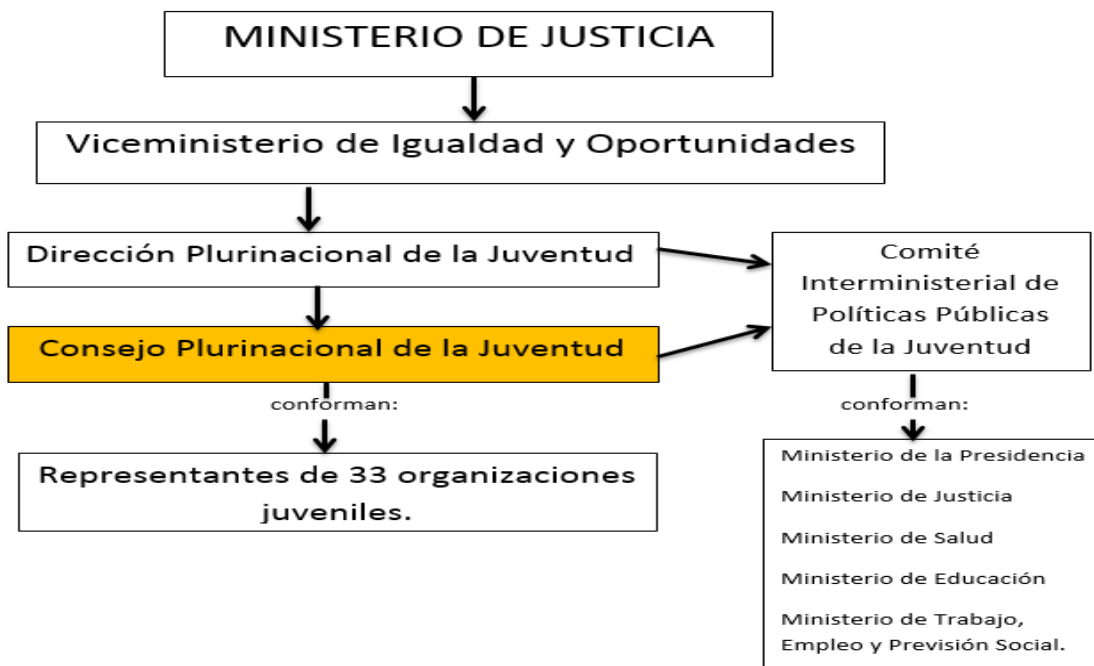 MINISTERIO DE JUSTICIA
Viceministerio de Igualdad y Oportunidades
Dirección Plurinacional de la Juventud
Consejo Plurinacional de la Juventud
conforman:
Representantes de 33 organizaciones
juveniles.
Comité
Interministerial de
Políticas Públicas
de la Juventud
conforman:
Ministerio de la Presidencia
Ministerio de Justicia
Ministerio de Salud
Ministerio de Educación
Ministerio de Trabajo,
Empleo y Previsión Social.